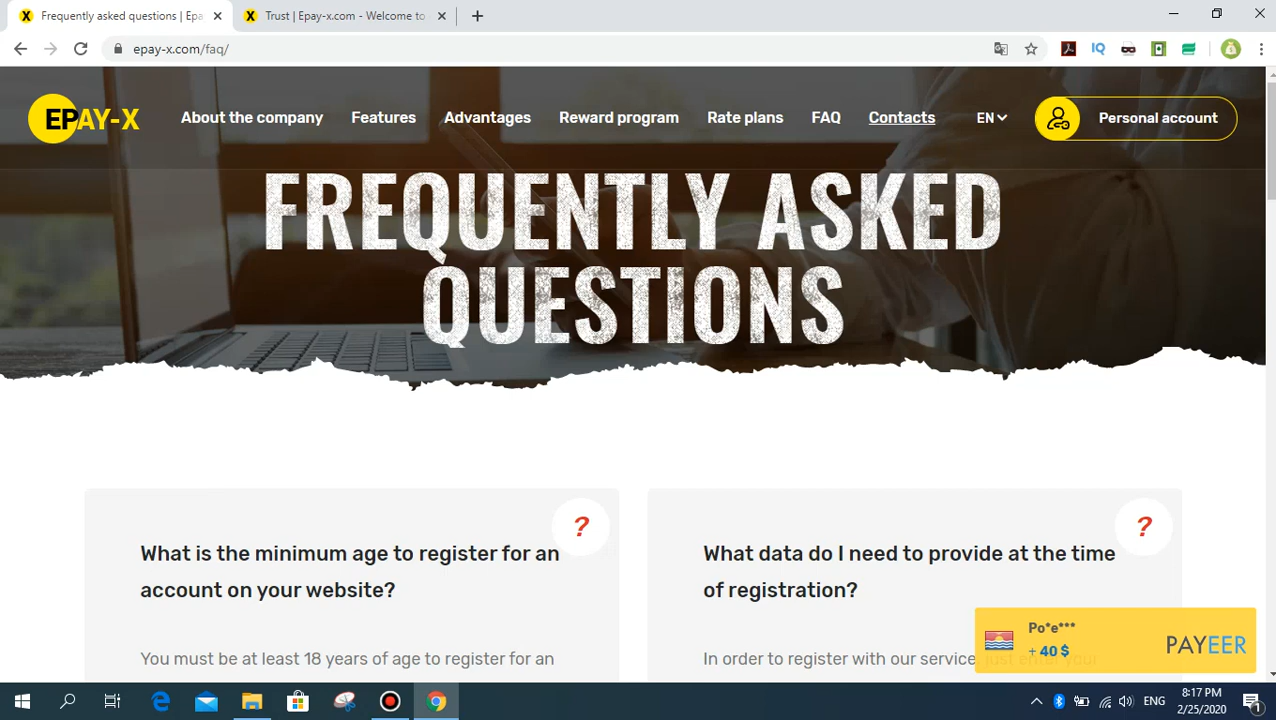 Frequently asked questions | Epa
Trust | Epay-x.com - Welcome to
epay-x.com/faq/
EPAY-X
About the company
Features
Advantages
Reward program
Rate plans
FAQ
Contacts
EN
Personal account
FREQUENTLY ASKED
QUESTIONS
?
What is the minimum age to register for an
account on your website?
You must be at least 18 years of age to register for an
?
What data do I need to provide at the time
of registration?
In order to register with our service, just enter your
Po*e***
+ 40 $
PAYEER
ENG
8:17 PM
2/25/2020
1